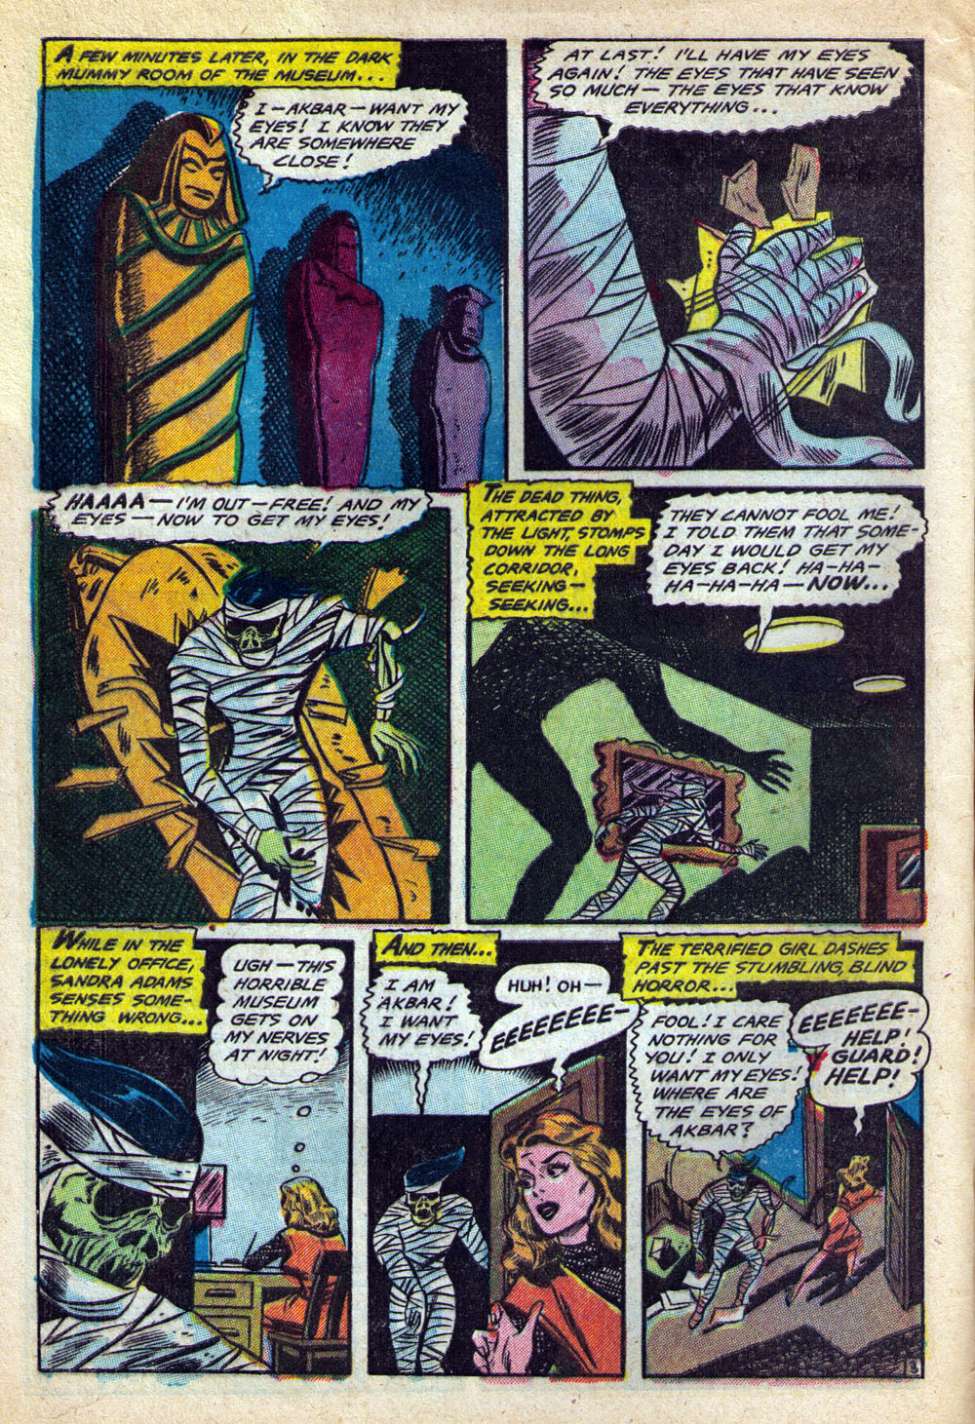 A FEW MINUTES LATER, IN THE DARK
MUMMY ROOM OF THE MUSEUM...
I—AKBAR—WANT MY
EYES! I KNOW THEY
ARE SOMEWHERE
CLOSE!
AT LAST! I'LL HAVE MY EYES
AGAIN! THE EYES THAT HAVE SEEN
SO MUCH—THE EYES THAT KNOW
EVERYTHING...
HAAAA—I'M OUT—FREE! AND MY
EYES—NOW TO GET MY EYES!
THE DEAD THING,
ATTRACTED BY
THE LIGHT, STOMPS
DOWN THE LONG
CORRIDOR,
SEEKING—
SEEKING...
THEY CANNOT FOOL ME!
I TOLD THEM THAT SOME-
DAY I WOULD GET MY
EYES BACK! HA-HA-
HA-HA-HA-HA—NOW...
WHILE IN THE
LONELY OFFICE,
SANDRA ADAMS
SENSES SOME-
THING WRONG...
UGH—THIS
HORRIBLE
MUSEUM
GETS ON
MY NERVES
AT NIGHT!
AND THEN...
I AM
AKBAR!
I WANT
MY EYES!
HUH! OH—
EEEEEEEE-
THE TERRIFIED GIRL DASHES
PAST THE STUMBLING, BLIND
HORROR...
FOOL! I CARE
NOTHING FOR
YOU! I ONLY
WANT MY EYES!
WHERE ARE
THE EYES OF
AKBAR?
EEEEEEE-
HELP!
GUARD!
HELP!
3